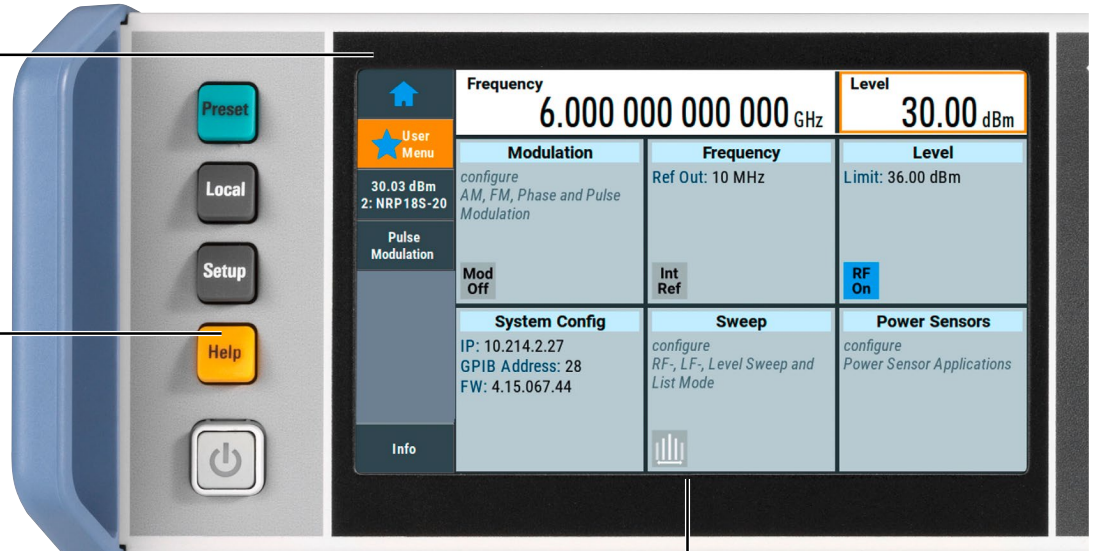 Preset
Local
Setup
Help
User
Menu
30.03 dBm
2: NRP18S-20
Pulse
Modulation
Info
Frequency
6.000 000 000 000 GHz
Level
30.00 dBm
Modulation
configure
AM, FM, Phase and Pulse
Modulation
Mod
Off
Frequency
Ref Out: 10 MHz
Int
Ref
Level
Limit: 36.00 dBm
RF
On
System Config
IP: 10.214.2.27
GPIB Address: 28
FW: 4.15.067.44
Sweep
configure
RF-, LF-, Level Sweep and
List Mode
Power Sensors
configure
Power Sensor Applications